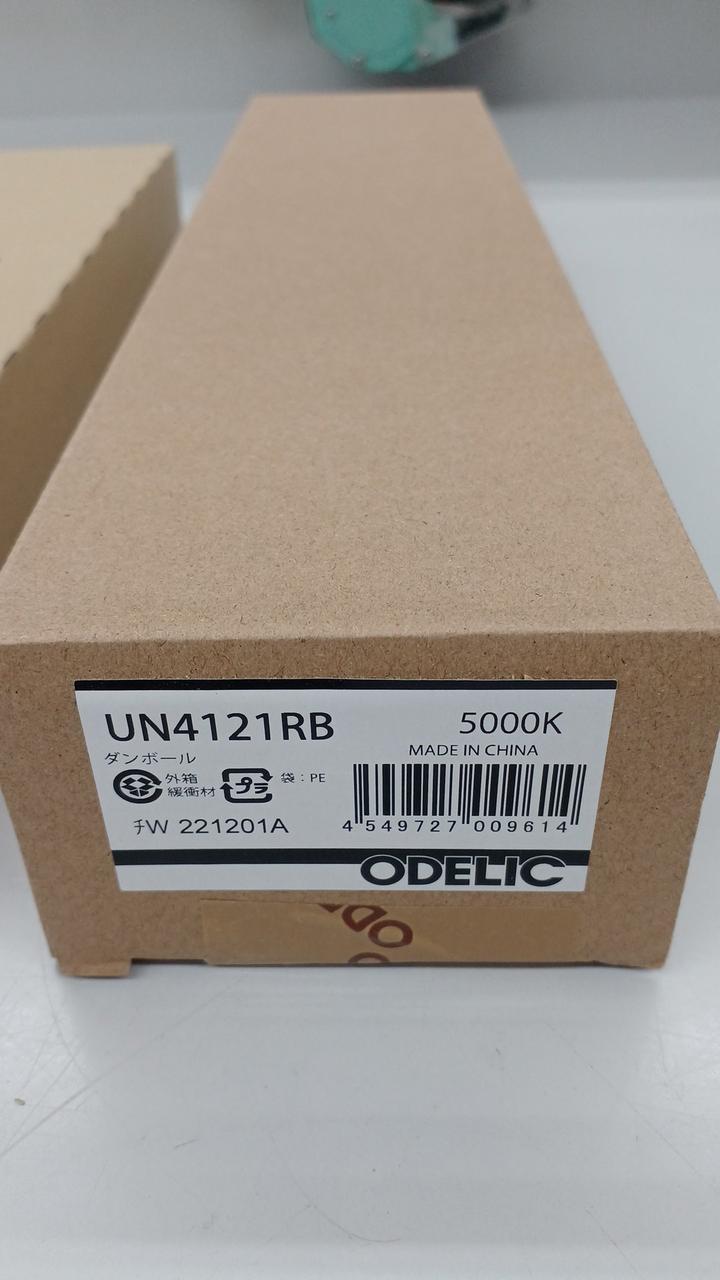 UN4121RB 5000K
ダンボール MADE IN CHINA
外箱 プラ 袋：PE
緩衝材
ﾁW 221201A 4 549727 009614
ODELIC